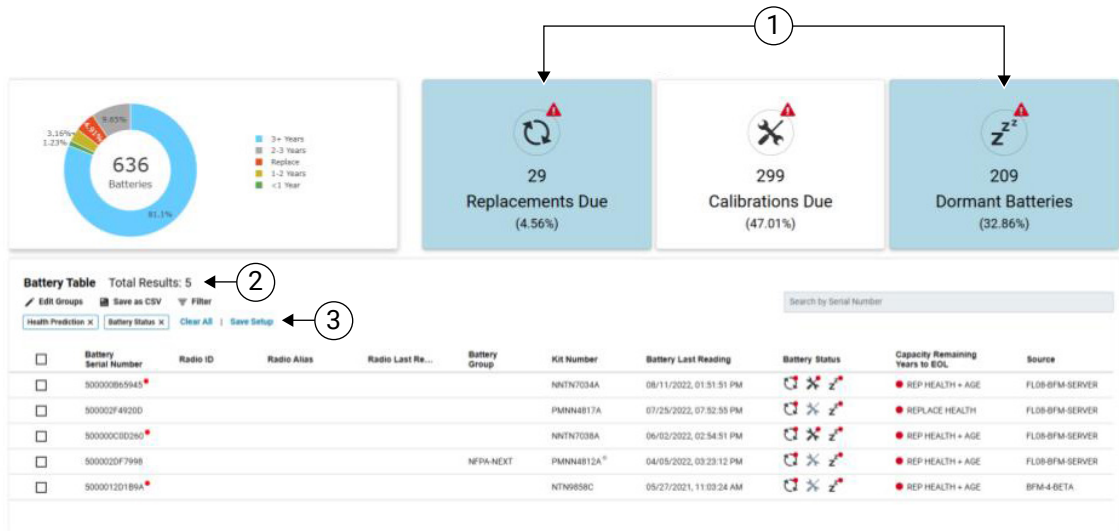 1
9.65%
4.91%
3.16%
1.23%
636
Batteries
81.1%
3+ Years
2-3 Years
Replace
1-2 Years
<1 Year
29
Replacements Due
(4.56%)
299
Calibrations Due
(47.01%)
zzz
209
Dormant Batteries
(32.86%)
Battery Table Total Results: 5
2
Edit Groups Save as CSV Filter
Search by Serial Number
Health Prediction X Battery Status X Clear All | Save Setup
3
Battery Serial Number Radio ID Radio Alias Radio Last Re... Battery Group Kit Number Battery Last Reading Battery Status Capacity Remaining Years to EOL Source
500000B65945 NNTN7034A 08/11/2022, 01:51:51 PM REP HEALTH + AGE FL08-BFM-SERVER
500002F4920D PMNN4817A 07/25/2022, 07:52:55 PM REPLACE HEALTH FL08-BFM-SERVER
500000C0D260 NNTN7038A 06/02/2022, 02:54:51 PM REP HEALTH + AGE FL08-BFM-SERVER
500002DF7998 NFPA-NEXT PMNN4812A 04/05/2022, 03:23:12 PM REP HEALTH + AGE FL08-BFM-SERVER
5000012D1B9A NTN9858C 05/27/2021, 11:03:24 AM REP HEALTH + AGE BFM-4-BETA